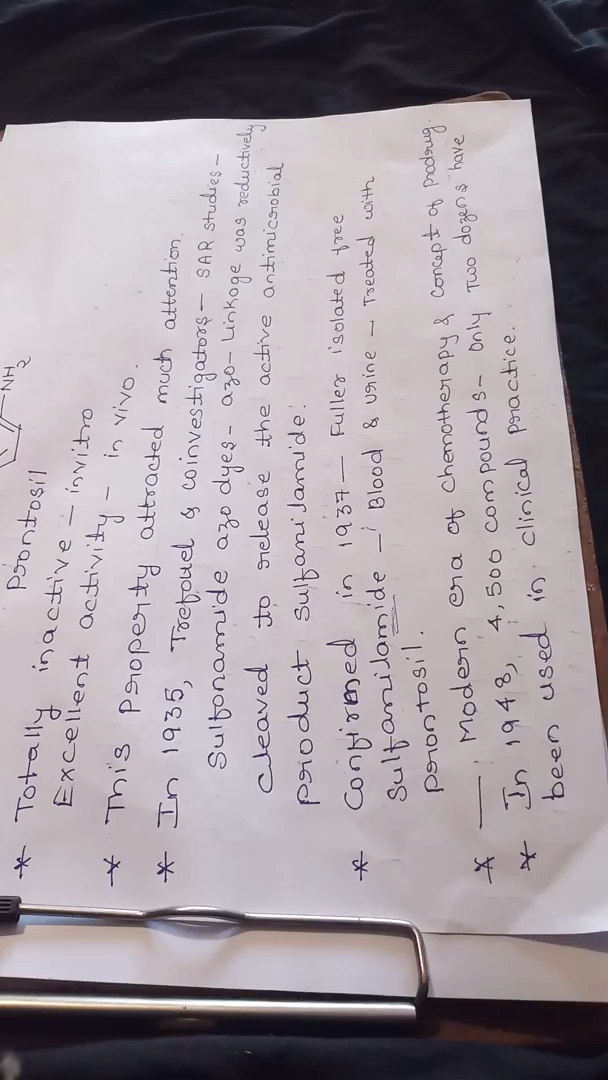 NH2
Prontosil
* Totally inactive - invitro
Excellent activity - in vivo.
* This Property attracted much attention.
* In 1935, Trefouel & coinvestigators - SAR studies -
Sulfonamide azo dyes - azo-linkage was reductively
cleaved to release the active antimicrobial
product Sulfanilamide.
* Confirmed in 1937 - Fuller isolated free
Sulfanilamide - Blood & urine - Treated with
prontosil.
* — Modern era of chemotherapy & concept of Prodrug.
* In 1948, 4,500 compounds - only Two dozens have
been used in clinical practice.